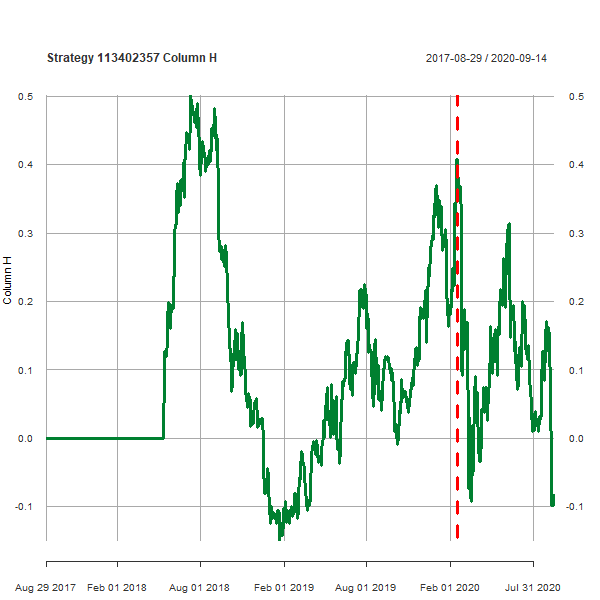 Strategy 113402357 Column H
2017-08-29 / 2020-09-14
0.5
0.4
0.3
0.2
0.1
0.0
-0.1
Column H
0.5
0.4
0.3
0.2
0.1
0.0
-0.1
Aug 29 2017
Feb 01 2018
Aug 01 2018
Feb 01 2019
Aug 01 2019
Feb 01 2020
Jul 31 2020